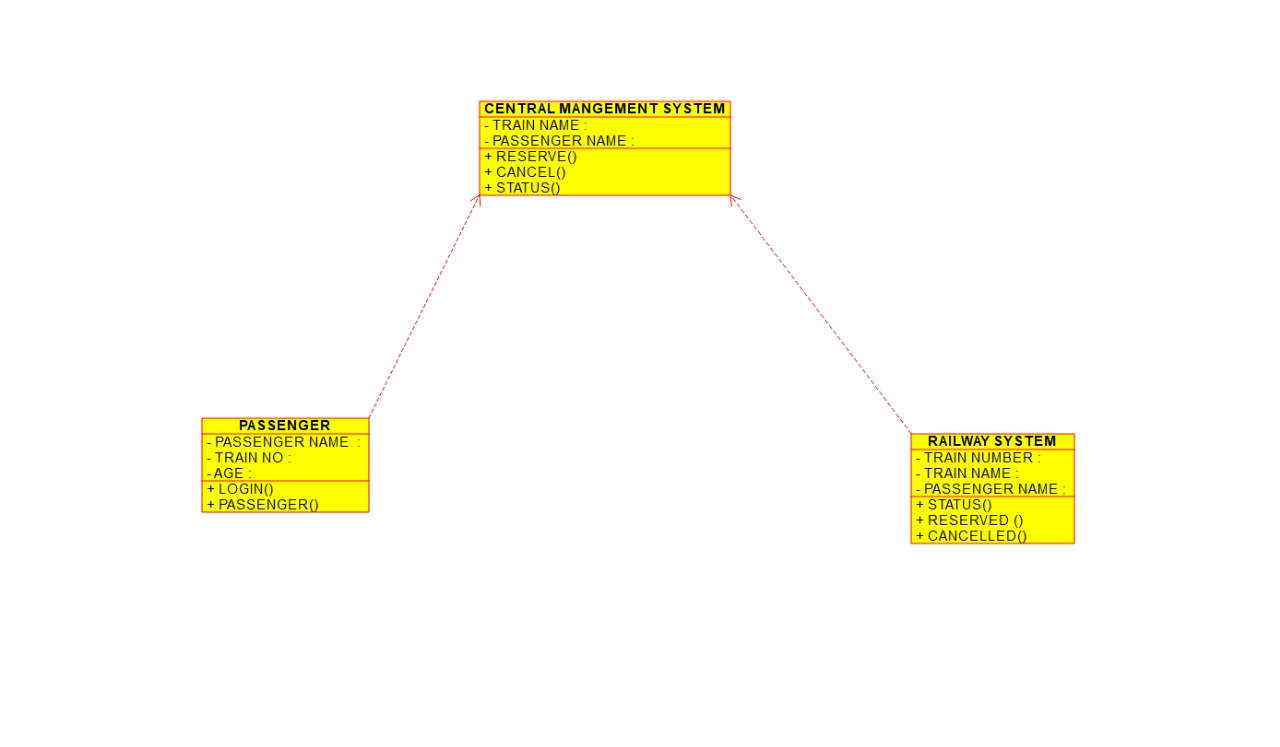 CENTRAL MANGEMENT SYSTEM
- TRAIN NAME :
- PASSENGER NAME :
+ RESERVE()
+ CANCEL()
+ STATUS()
PASSENGER
- PASSENGER NAME  :
- TRAIN NO :
- AGE :
+ LOGIN()
+ PASSENGER()
RAILWAY SYSTEM
- TRAIN NUMBER :
- TRAIN NAME :
- PASSENGER NAME :
+ STATUS()
+ RESERVED ()
+ CANCELLED()